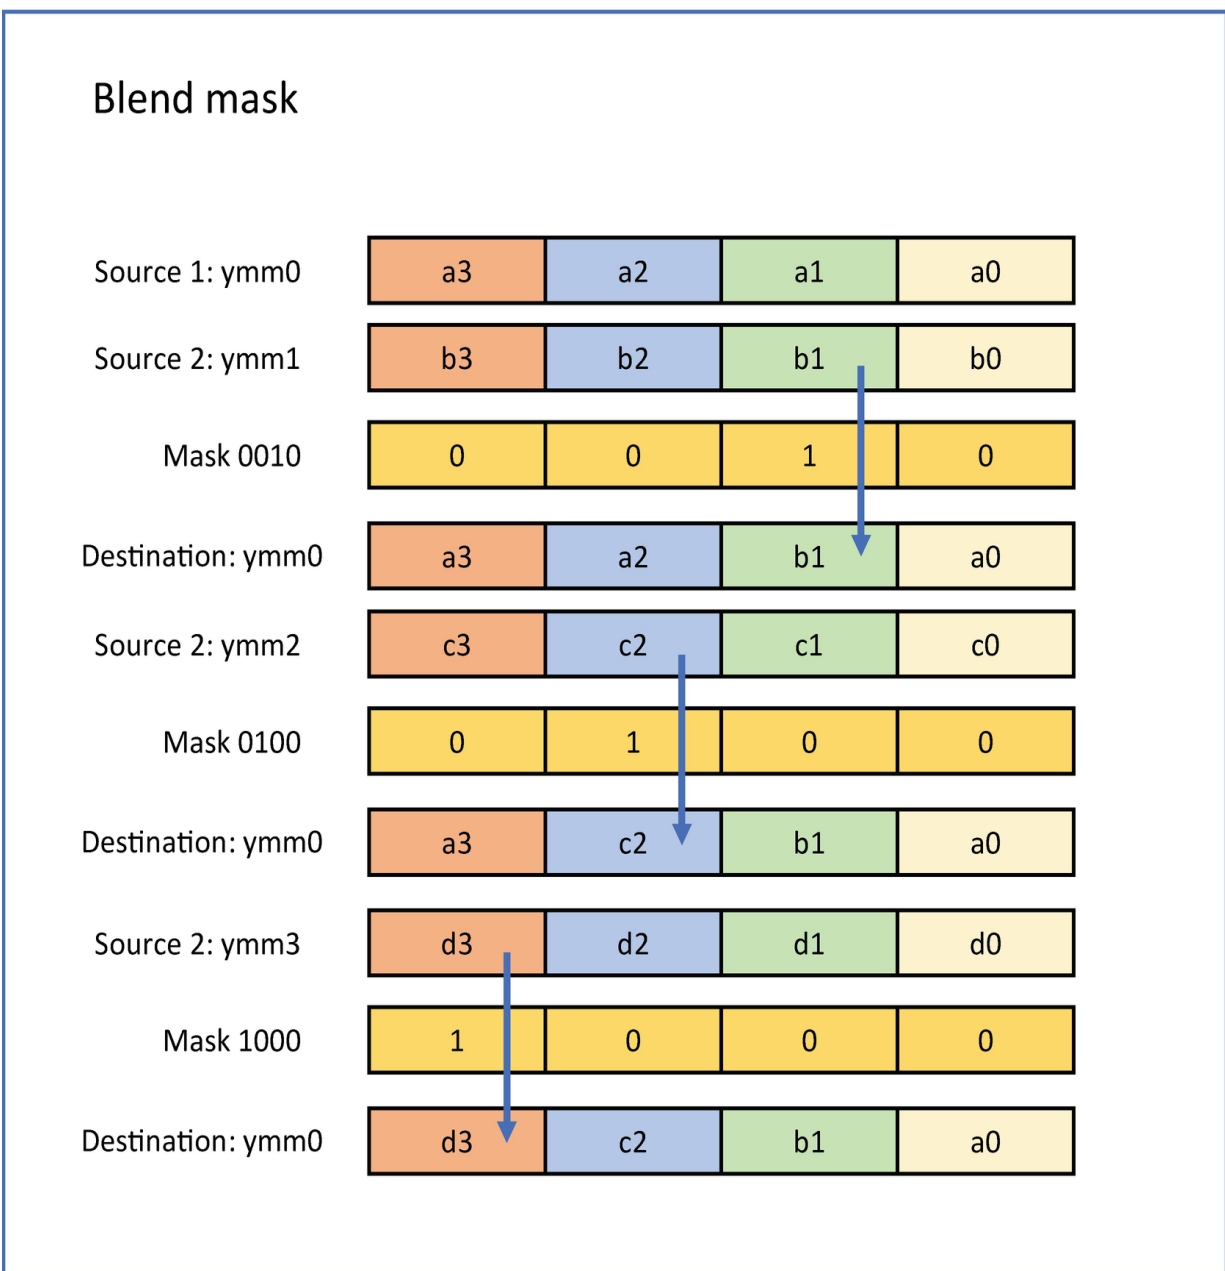 Blend mask
Source 1: ymm0 a3 a2 a1 a0
Source 2: ymm1 b3 b2 b1 b0
Mask 0010 0 0 1 0
Destination: ymm0 a3 a2 b1 a0
Source 2: ymm2 c3 c2 c1 c0
Mask 0100 0 1 0 0
Destination: ymm0 a3 c2 b1 a0
Source 2: ymm3 d3 d2 d1 d0
Mask 1000 1 0 0 0
Destination: ymm0 d3 c2 b1 a0